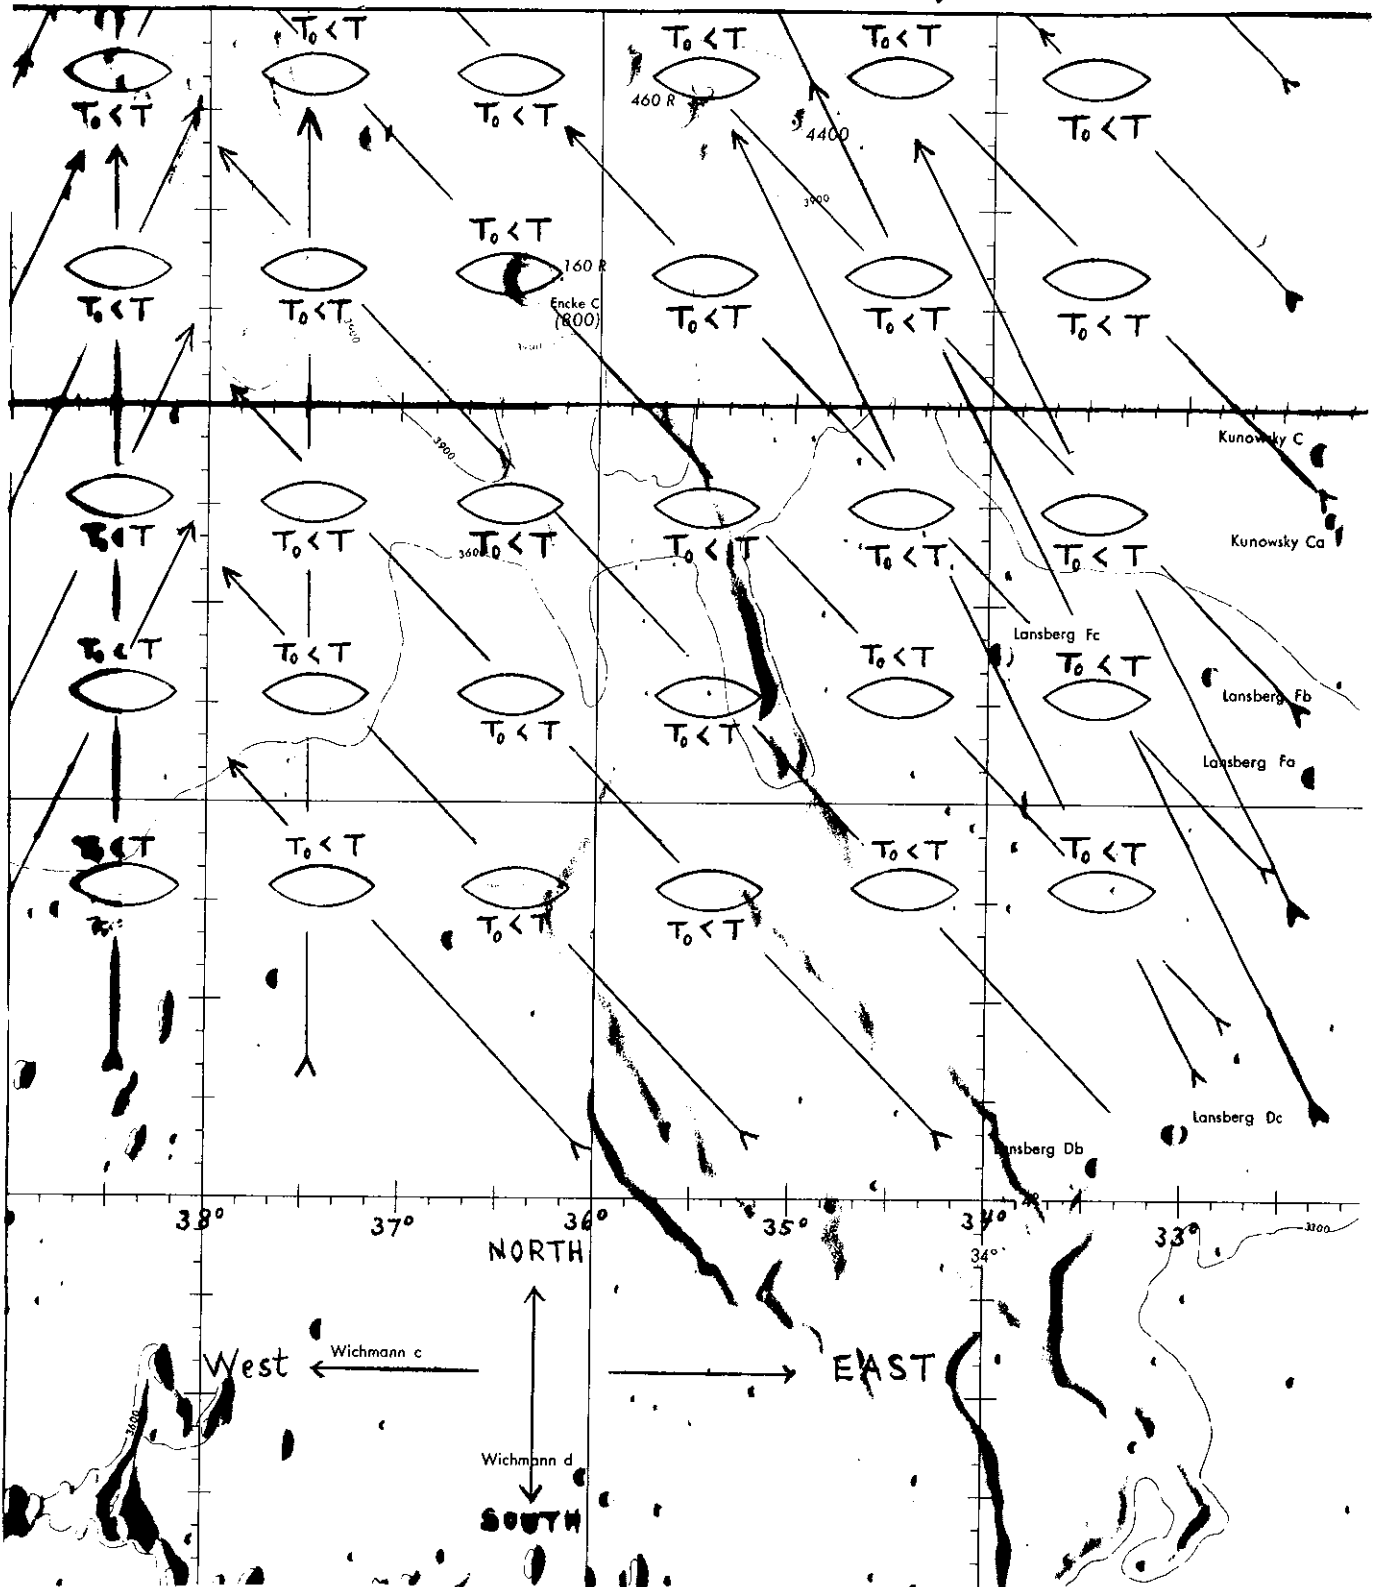 T₀ < T
T₀ < T T₀ < T
460 R
T₀ < T T₀ < T T₀ < T
4400
3900
T₀ < T
160 R
Encke C
(800)
T₀ < T T₀ < T T₀ < T T₀ < T T₀ < T
Kunowsky C
3900
T₀ < T T₀ < T T₀ < T T₀ < T T₀ < T T₀ < T
Kunowsky Ca
3600
Lansberg Fc
T₀ < T T₀ < T T₀ < T T₀ < T
Lansberg Fb
T₀ < T T₀ < T
Lansberg Fa
T₀ < T T₀ < T T₀ < T T₀ < T
T₀ < T T₀ < T
Lansberg Dc
Lansberg Db
38° 37° 36° 35° 34° 33°
3300
NORTH
34°
Wichmann c
West EAST
3600
Wichmann d
SOUTH